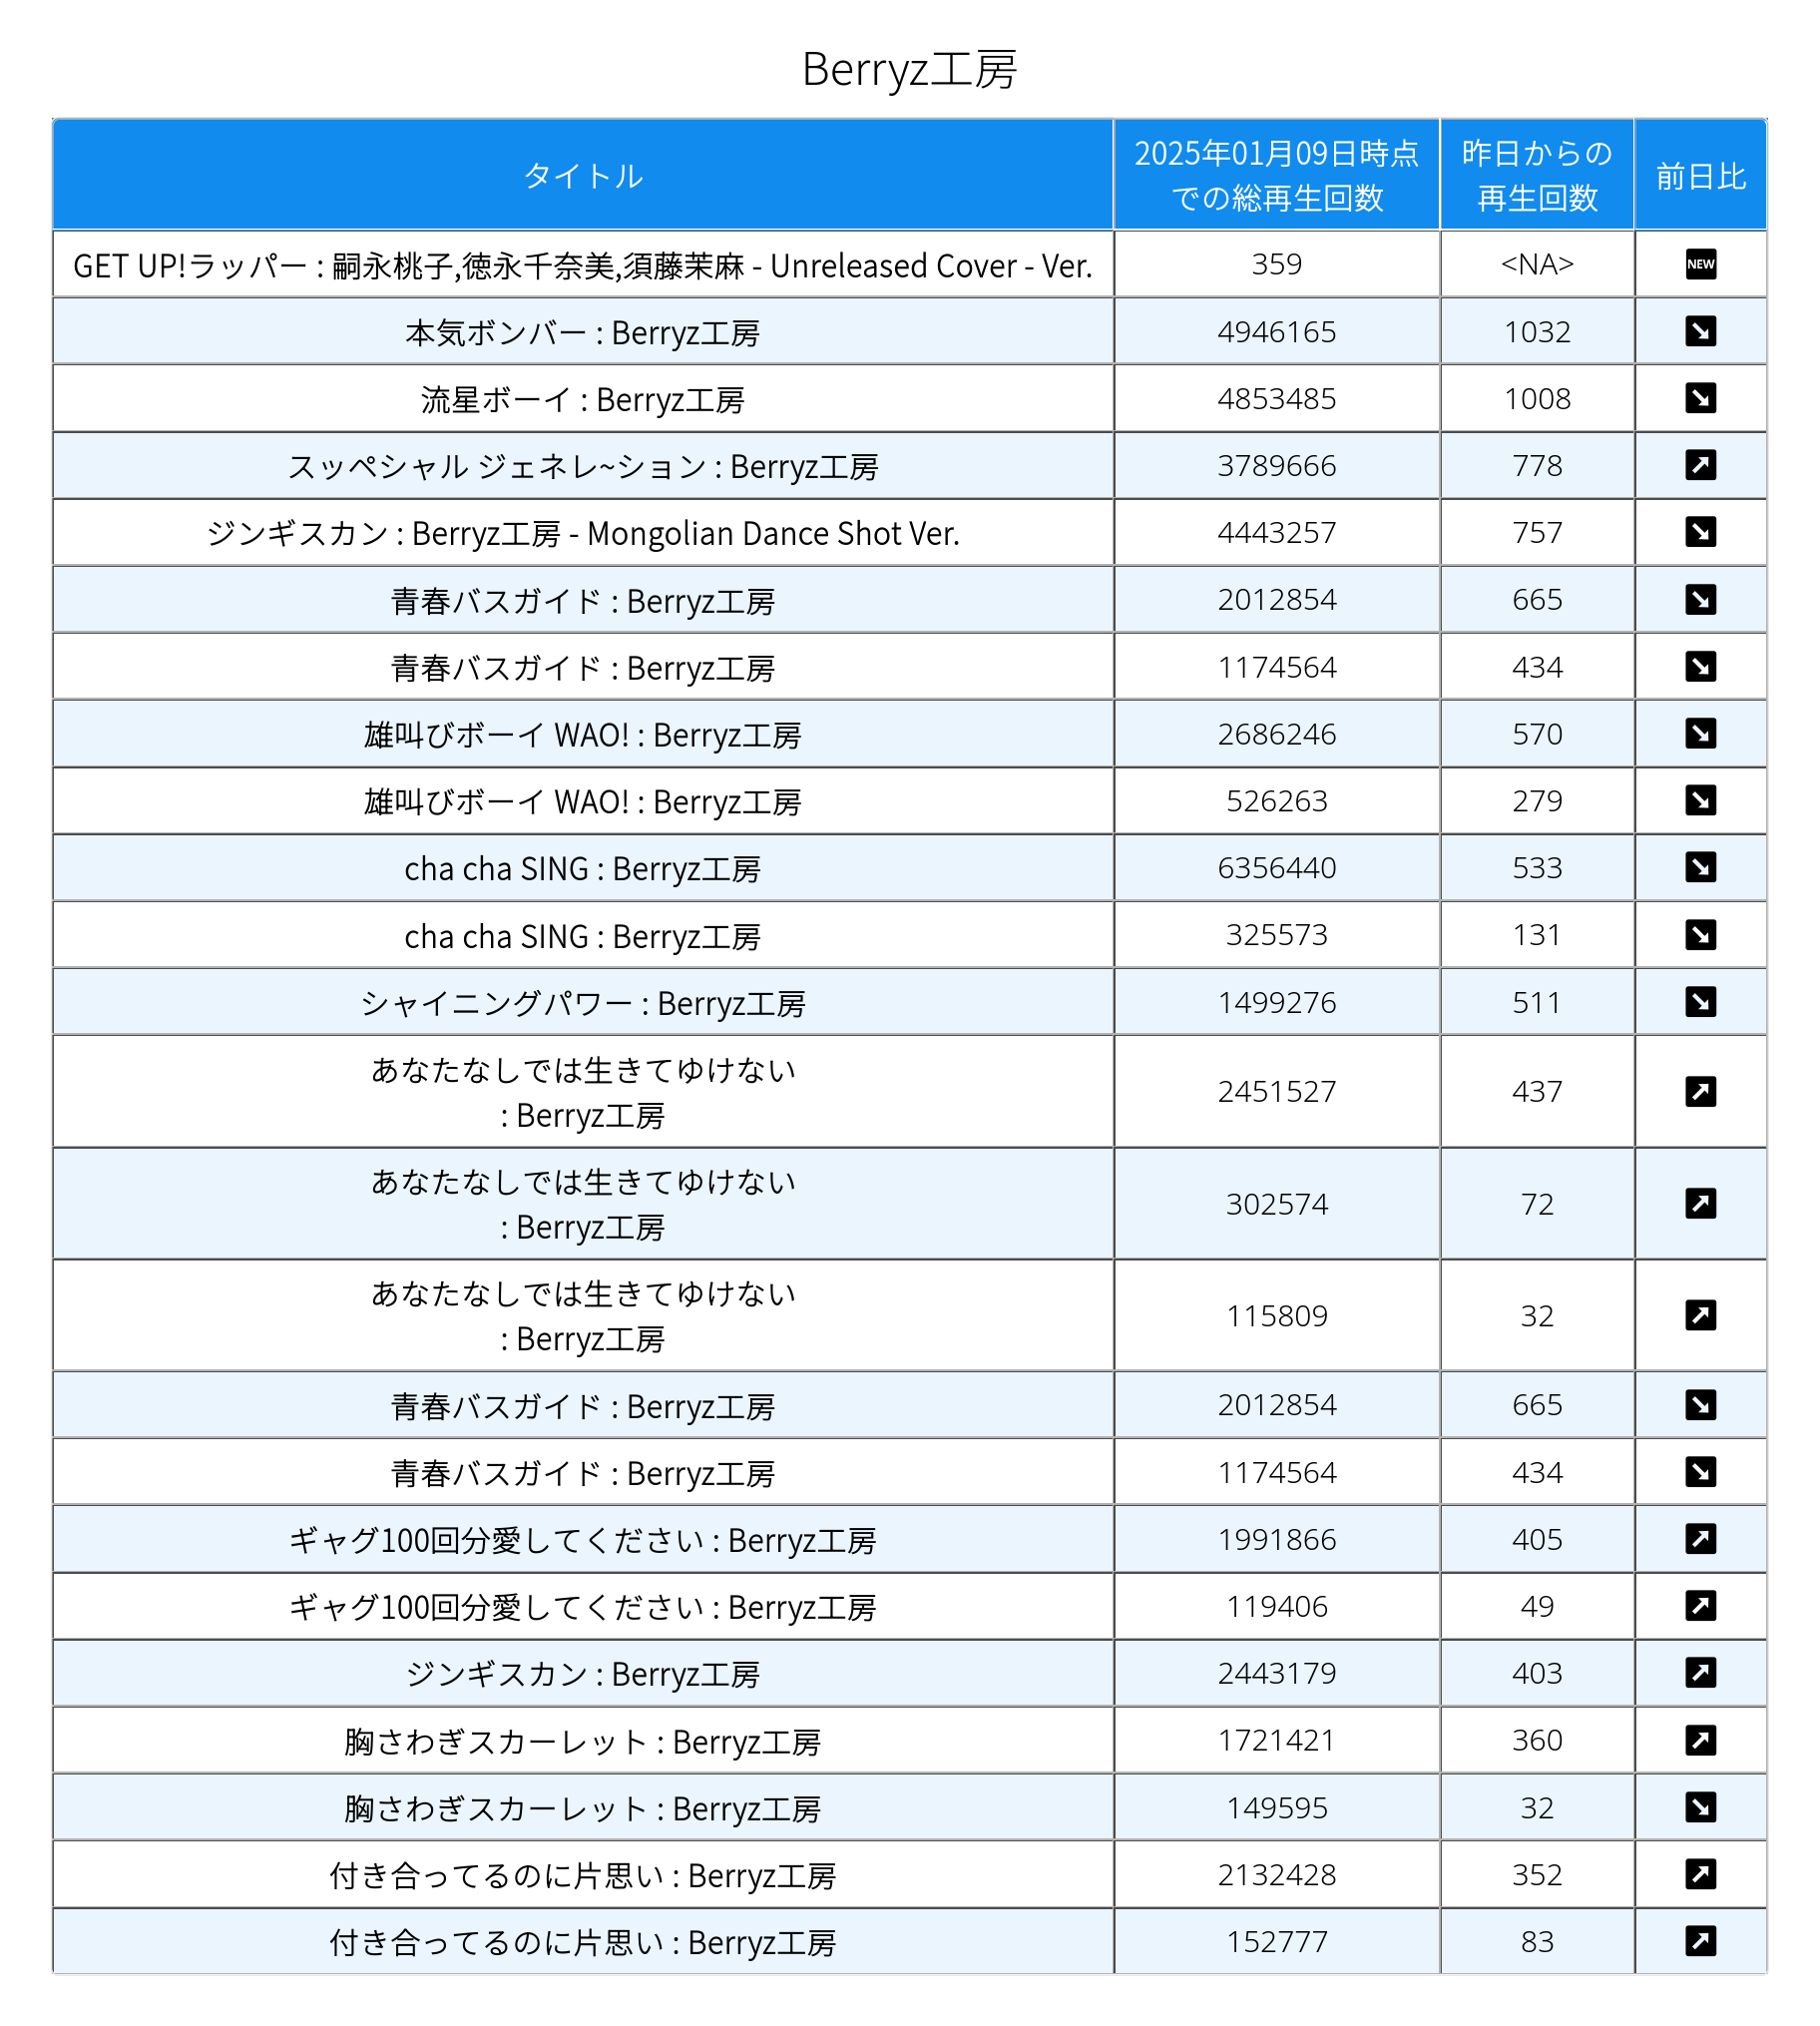 Berryz工房
タイトル
2025年01月09日時点
での総再生回数
昨日からの
再生回数
前日比
GET UP!ラッパー : 嗣永桃子,徳永千奈美,須藤茉麻 - Unreleased Cover - Ver. 359 <NA> NEW
本気ボンバー : Berryz工房 4946165 1032
流星ボーイ : Berryz工房 4853485 1008
スッペシャル ジェネレ~ション : Berryz工房 3789666 778
ジンギスカン : Berryz工房 - Mongolian Dance Shot Ver. 4443257 757
青春バスガイド : Berryz工房 2012854 665
青春バスガイド : Berryz工房 1174564 434
雄叫びボーイ WAO! : Berryz工房 2686246 570
雄叫びボーイ WAO! : Berryz工房 526263 279
cha cha SING : Berryz工房 6356440 533
cha cha SING : Berryz工房 325573 131
シャイニングパワー : Berryz工房 1499276 511
あなたなしでは生きてゆけない
: Berryz工房 2451527 437
あなたなしでは生きてゆけない
: Berryz工房 302574 72
あなたなしでは生きてゆけない
: Berryz工房 115809 32
青春バスガイド : Berryz工房 2012854 665
青春バスガイド : Berryz工房 1174564 434
ギャグ100回分愛してください : Berryz工房 1991866 405
ギャグ100回分愛してください : Berryz工房 119406 49
ジンギスカン : Berryz工房 2443179 403
胸さわぎスカーレット : Berryz工房 1721421 360
胸さわぎスカーレット : Berryz工房 149595 32
付き合ってるのに片思い : Berryz工房 2132428 352
付き合ってるのに片思い : Berryz工房 152777 83